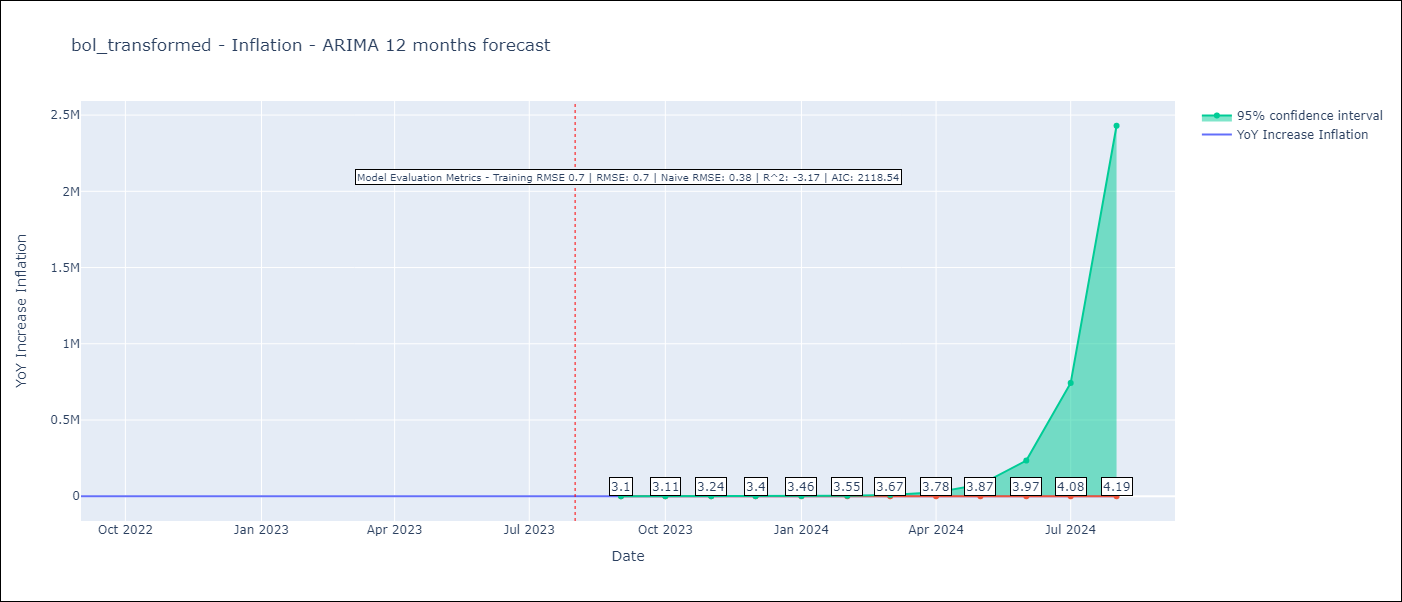 bol_transformed - Inflation - ARIMA 12 months forecast
95% confidence interval
YoY Increase Inflation
Model Evaluation Metrics - Training RMSE 0.7 | RMSE: 0.7 | Naive RMSE: 0.38 | R^2: -3.17 | AIC: 2118.54
YoY Increase Inflation
2.5M
2M
1.5M
1M
0.5M
0
3.1 3.11 3.24 3.4 3.46 3.55 3.67 3.78 3.87 3.97 4.08 4.19
Oct 2022 Jan 2023 Apr 2023 Jul 2023 Oct 2023 Jan 2024 Apr 2024 Jul 2024
Date